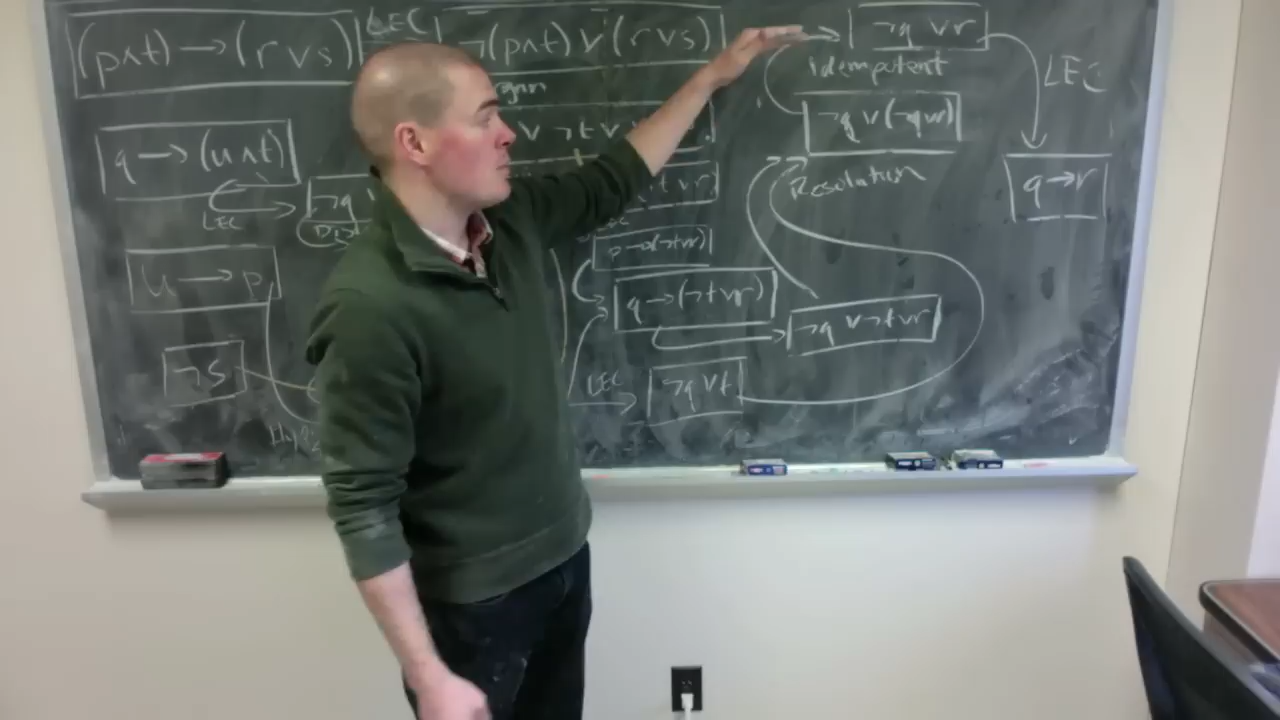 (p∧t) → (r∨s)
LEC
¬(p∧t) ∨ (r∨s)
¬q ∨ r
idempotent
LEC
∨ ¬t ∨
¬q ∨ (¬q∨r)
q → (u∧t)
Resolution
q → r
LEC
¬q
p→(¬t∨r)
u → p
q → (¬t∨r)
¬q ∨ ¬t∨r
¬s
LEC
¬q ∨ t